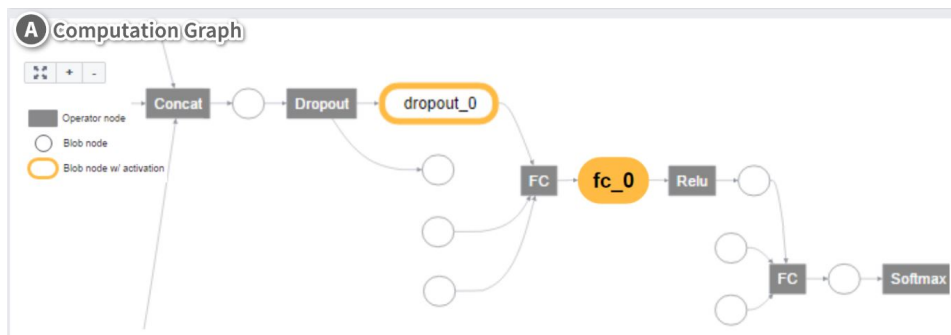 A Computation Graph
+ -
Operator node
Blob node
Blob node w/ activation
Concat
Dropout
dropout_0
FC
fc_0
Relu
FC
Softmax